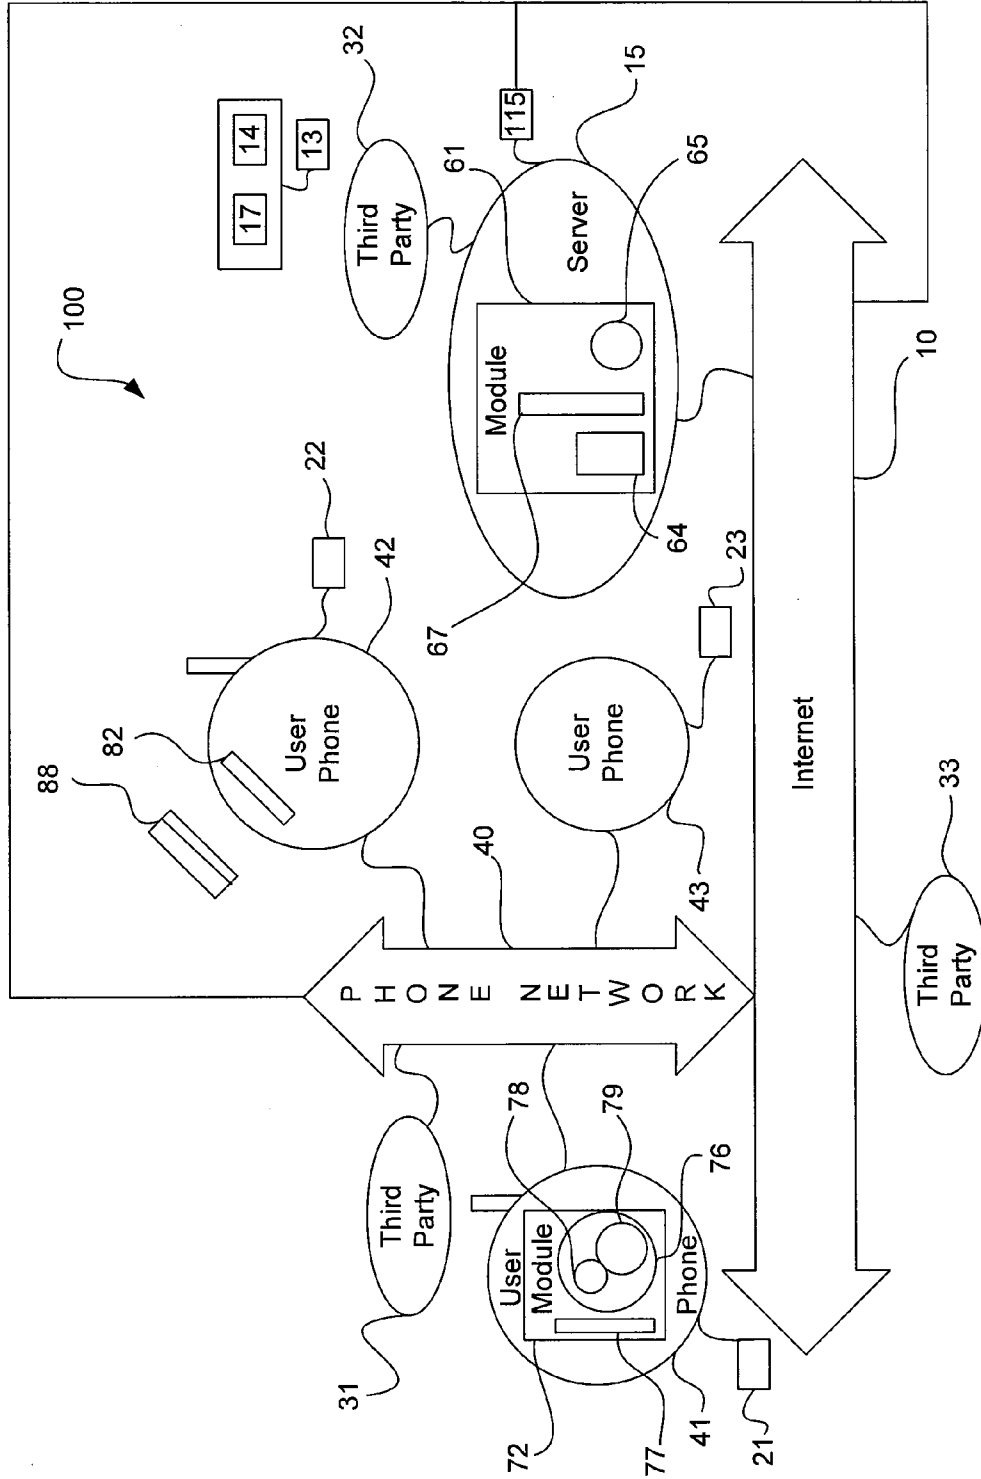 100
88
82
22
42
17
14
13
32
Third
Party
115
15
61
65
Server
Module
67
64
User
Phone
User
Phone
23
43
40
PHONE NETWORK
Third
Party
31
78
79
76
User
Module
Phone
72
77
41
21
Internet
10
33
Third
Party